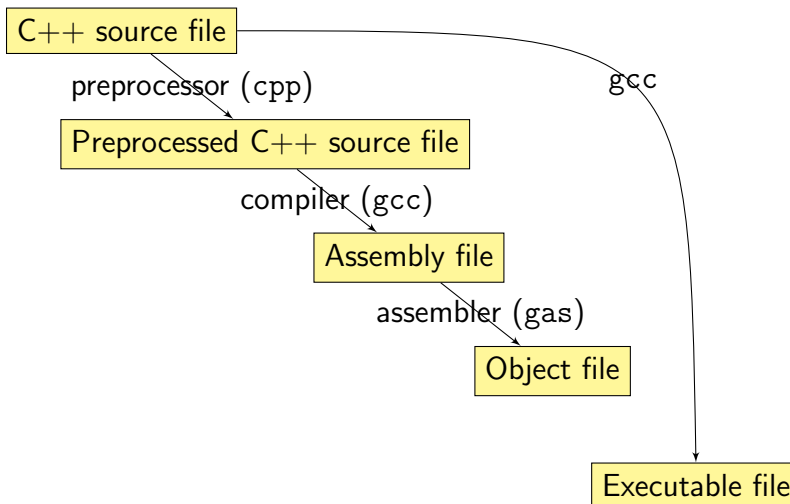 C++ source file
preprocessor (cpp)
gcc
Preprocessed C++ source file
compiler (gcc)
Assembly file
assembler (gas)
Object file
Executable file